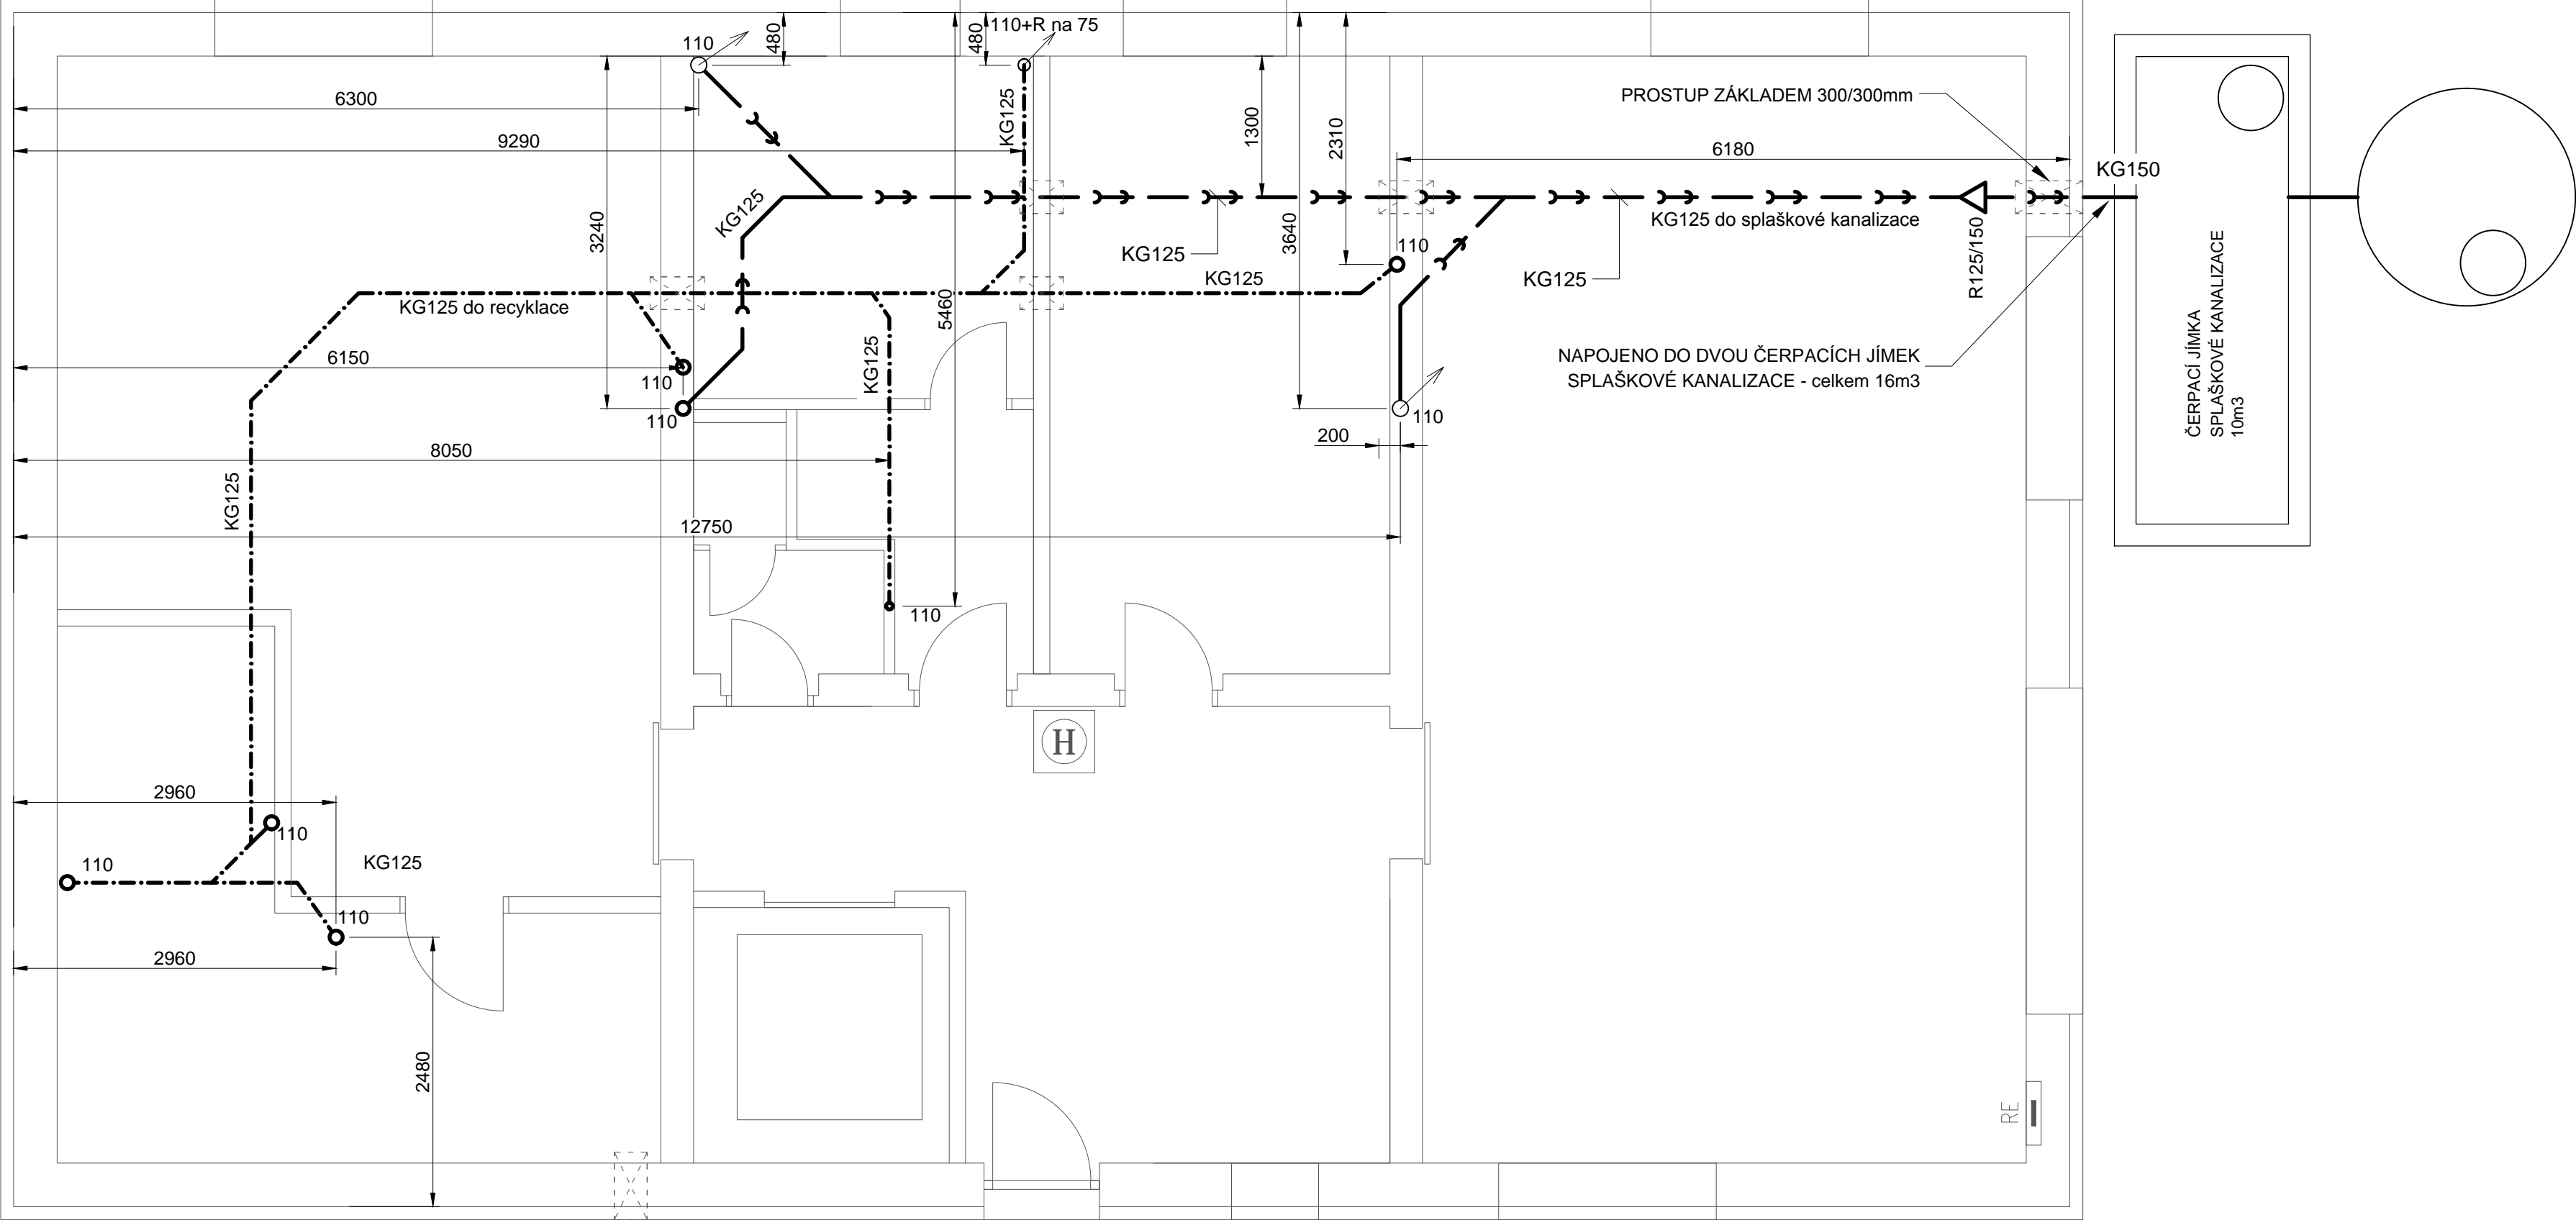 110+R na 75
480
480
110
6300
KG125
PROSTUP ZÁKLADEM 300/300mm
1300
2310
9290
6180
KG150
KG125
3240
3640
KG125
KG125 do splaškové kanalizace
110
KG125
KG125
R125/150
KG125 do recyklace
5460
ČERPACÍ JÍMKA
SPLAŠKOVÉ KANALIZACE
10m3
6150
KG125
NAPOJENO DO DVOU ČERPACÍCH JÍMEK
SPLAŠKOVÉ KANALIZACE - celkem 16m3
110
110
110
200
8050
KG125
12750
110
H
2960
110
110
KG125
110
2960
2480
RE